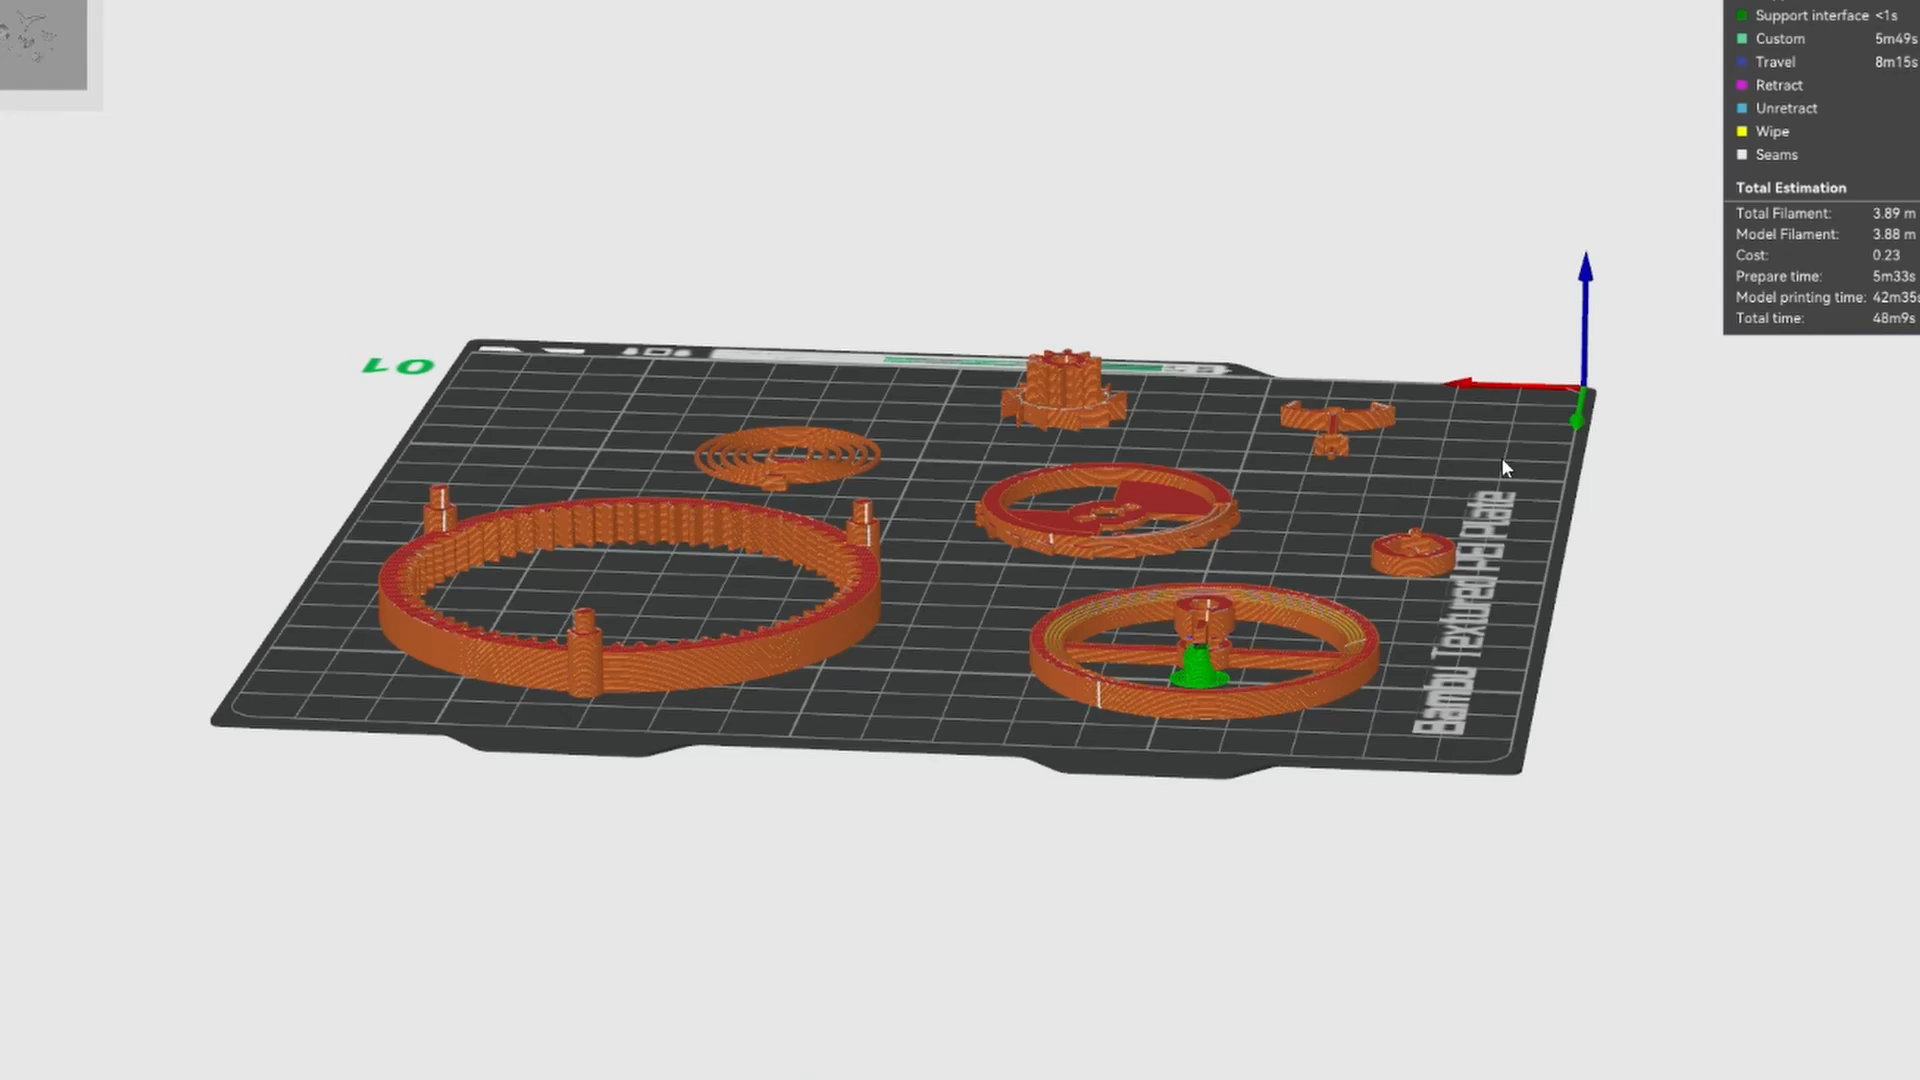 Support interface <1s
Custom 5m49s
Travel 8m15s
Retract
Unretract
Wipe
Seams
Total Estimation
Total Filament: 3.89 m
Model Filament: 3.88 m
Cost: 0.23
Prepare time: 5m33s
Model printing time: 42m35s
Total time: 48m9s
01
Bambu Textured PEI Plate